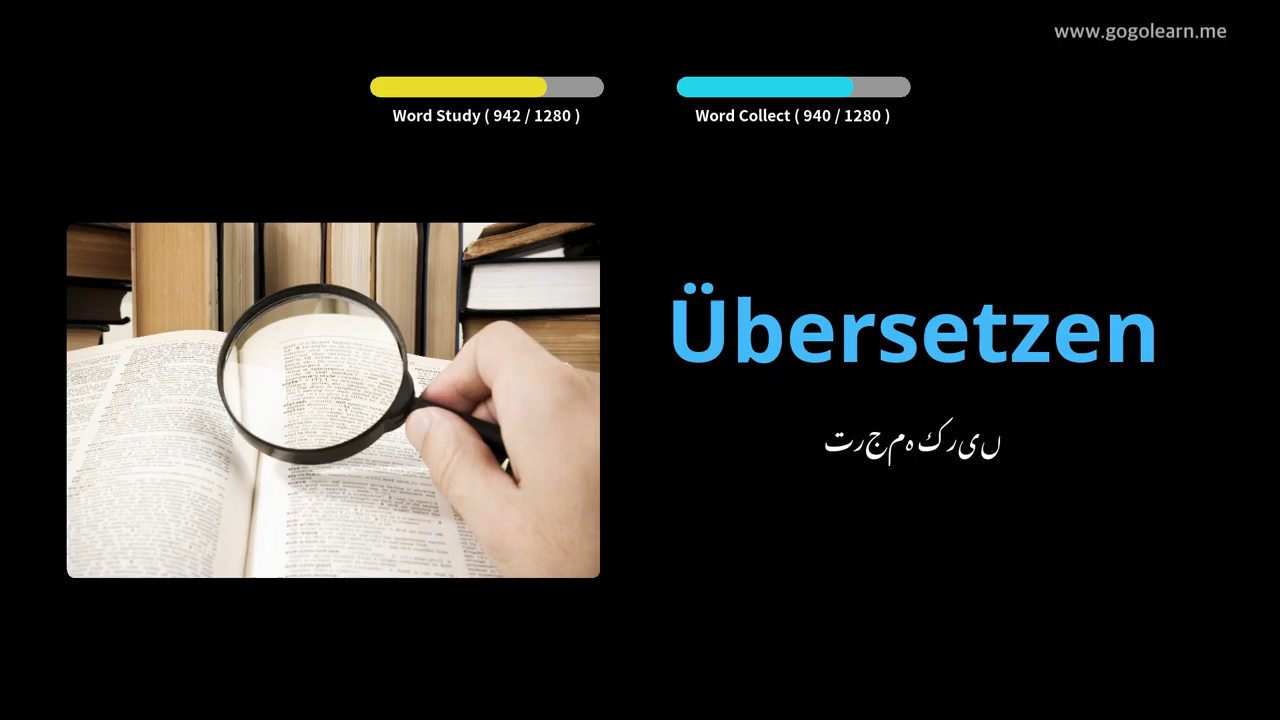 www.gogolearn.me
Word Study ( 942 / 1280 )
Word Collect ( 940 / 1280 )
Übersetzen
ترجمہ کریں